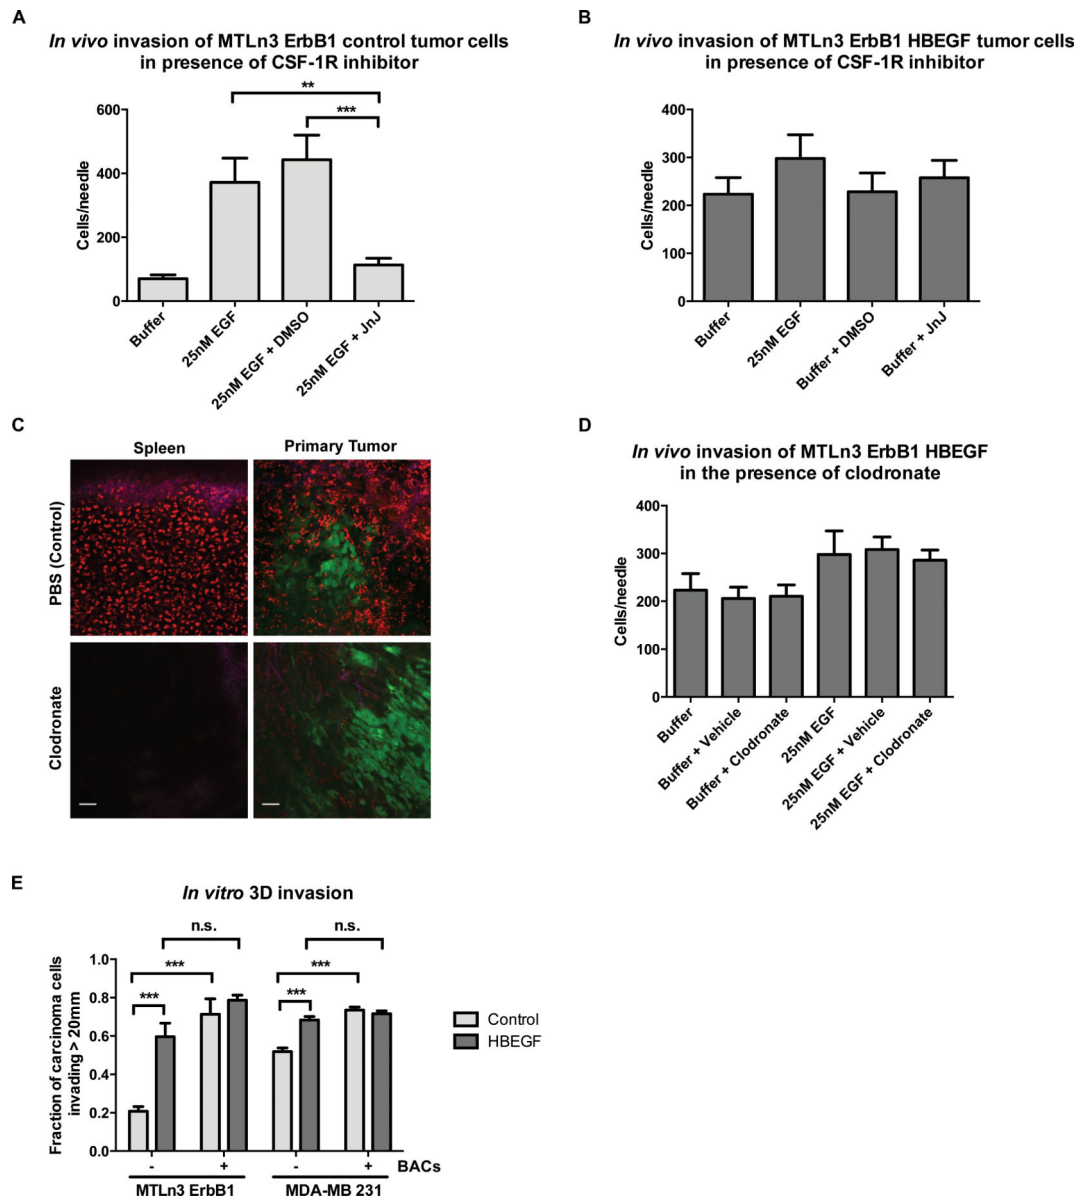 A
In vivo invasion of MTLn3 ErbB1 control tumor cells
in presence of CSF-1R inhibitor
**
***
600
400
200
0
Cells/needle
Buffer
25nM EGF
25nM EGF + DMSO
25nM EGF + JnJ
B
In vivo invasion of MTLn3 ErbB1 HBEGF tumor cells
in presence of CSF-1R inhibitor
400
300
200
100
0
Cells/needle
Buffer
25nM EGF
Buffer + DMSO
Buffer + JnJ
C
Spleen
Primary Tumor
PBS (Control)
Clodronate
D
In vivo invasion of MTLn3 ErbB1 HBEGF
in the presence of clodronate
400
300
200
100
0
Cells/needle
Buffer
Buffer + Vehicle
Buffer + Clodronate
25nM EGF
25nM EGF + Vehicle
25nM EGF + Clodronate
E
In vitro 3D invasion
n.s.
n.s.
***
***
***
***
1.0
0.8
0.6
0.4
0.2
0.0
Fraction of carcinoma cells
invading > 20mm
Control
HBEGF
- + - + BACs
MTLn3 ErbB1 MDA-MB 231